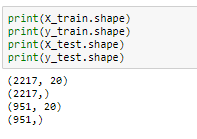 print(X_train.shape)
print(y_train.shape)
print(X_test.shape)
print(y_test.shape)
(2217, 20)
(2217,)
(951, 20)
(951,)